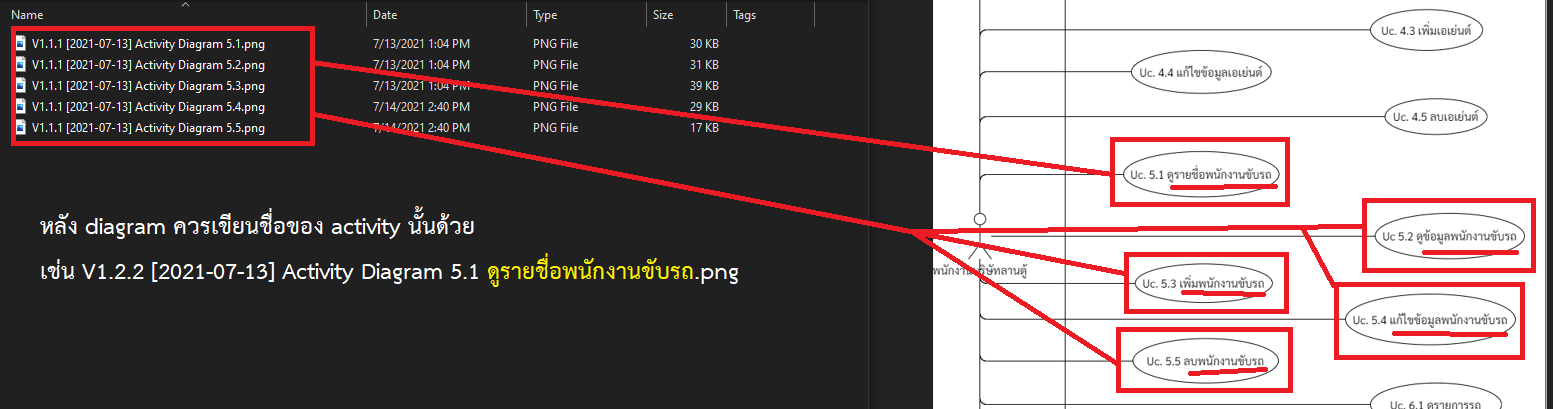 Name Date Type Size Tags
V1.1.1 [2021-07-13] Activity Diagram 5.1.png 7/13/2021 1:04 PM PNG File 30 KB
V1.1.1 [2021-07-13] Activity Diagram 5.2.png 7/13/2021 1:04 PM PNG File 31 KB
V1.1.1 [2021-07-13] Activity Diagram 5.3.png 7/13/2021 1:04 PM PNG File 39 KB
V1.1.1 [2021-07-13] Activity Diagram 5.4.png 7/14/2021 2:40 PM PNG File 29 KB
V1.1.1 [2021-07-13] Activity Diagram 5.5.png 7/14/2021 2:40 PM PNG File 17 KB
หลัง diagram ควรเขียนชื่อของ activity นั้นด้วย
เช่น V1.2.2 [2021-07-13] Activity Diagram 5.1 ดูรายชื่อพนักงานขับรถ.png
Uc. 4.3 เพิ่มเอเย่นต์
Uc. 4.4 แก้ไขข้อมูลเอเย่นต์
Uc. 4.5 ลบเอเย่นต์
Uc. 5.1 ดูรายชื่อพนักงานขับรถ
Uc 5.2 ดูข้อมูลพนักงานขับรถ
พนักงานบริษัทลานตู้
Uc. 5.3 เพิ่มพนักงานขับรถ
Uc. 5.4 แก้ไขข้อมูลพนักงานขับรถ
Uc. 5.5 ลบพนักงานขับรถ
Uc. 6.1 ดูรายการรถ